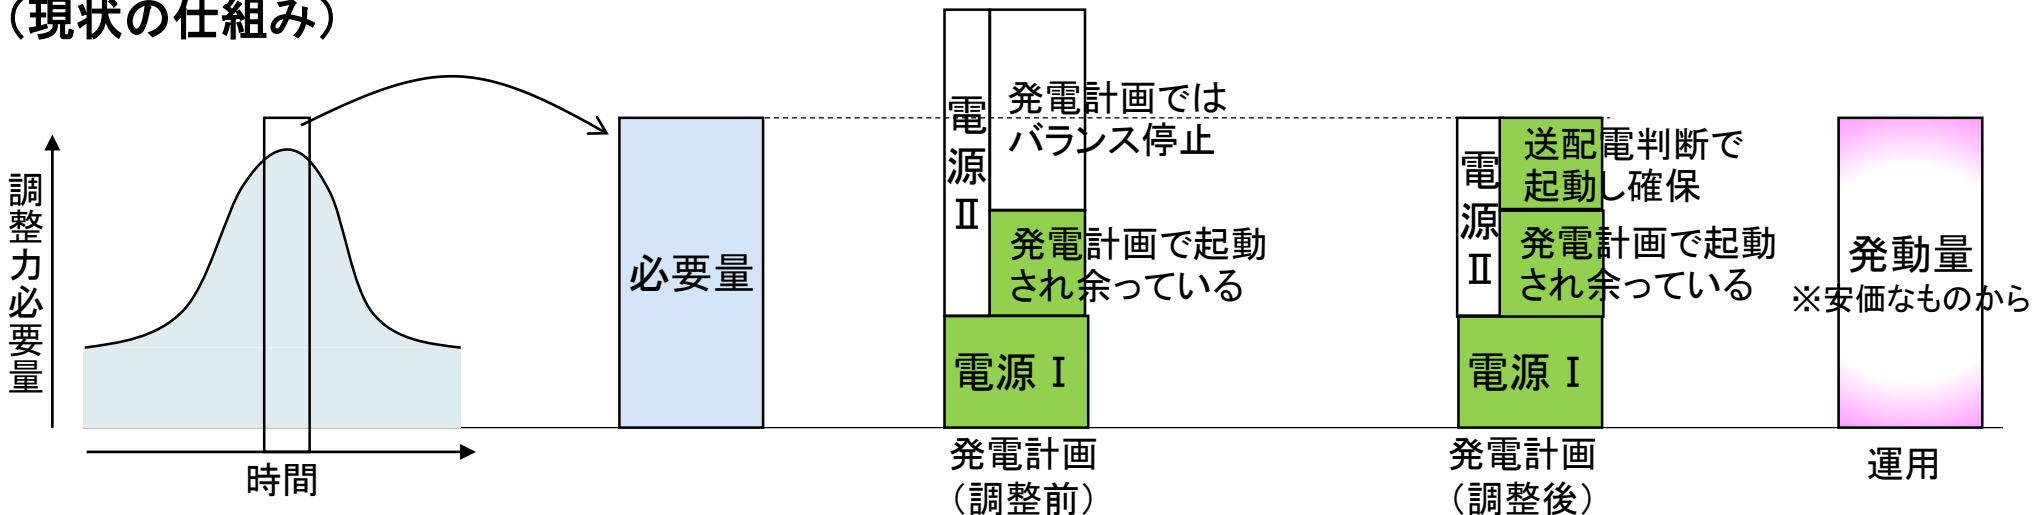 （現状の仕組み）
調整力必要量
時間
必要量
電源Ⅱ
発電計画では
バランス停止
発電計画で起動
され余っている
電源Ⅰ
発電計画
（調整前）
電源Ⅱ
送配電判断で
起動し確保
発電計画で起動
され余っている
電源Ⅰ
発電計画
（調整後）
発動量
※安価なものから
運用